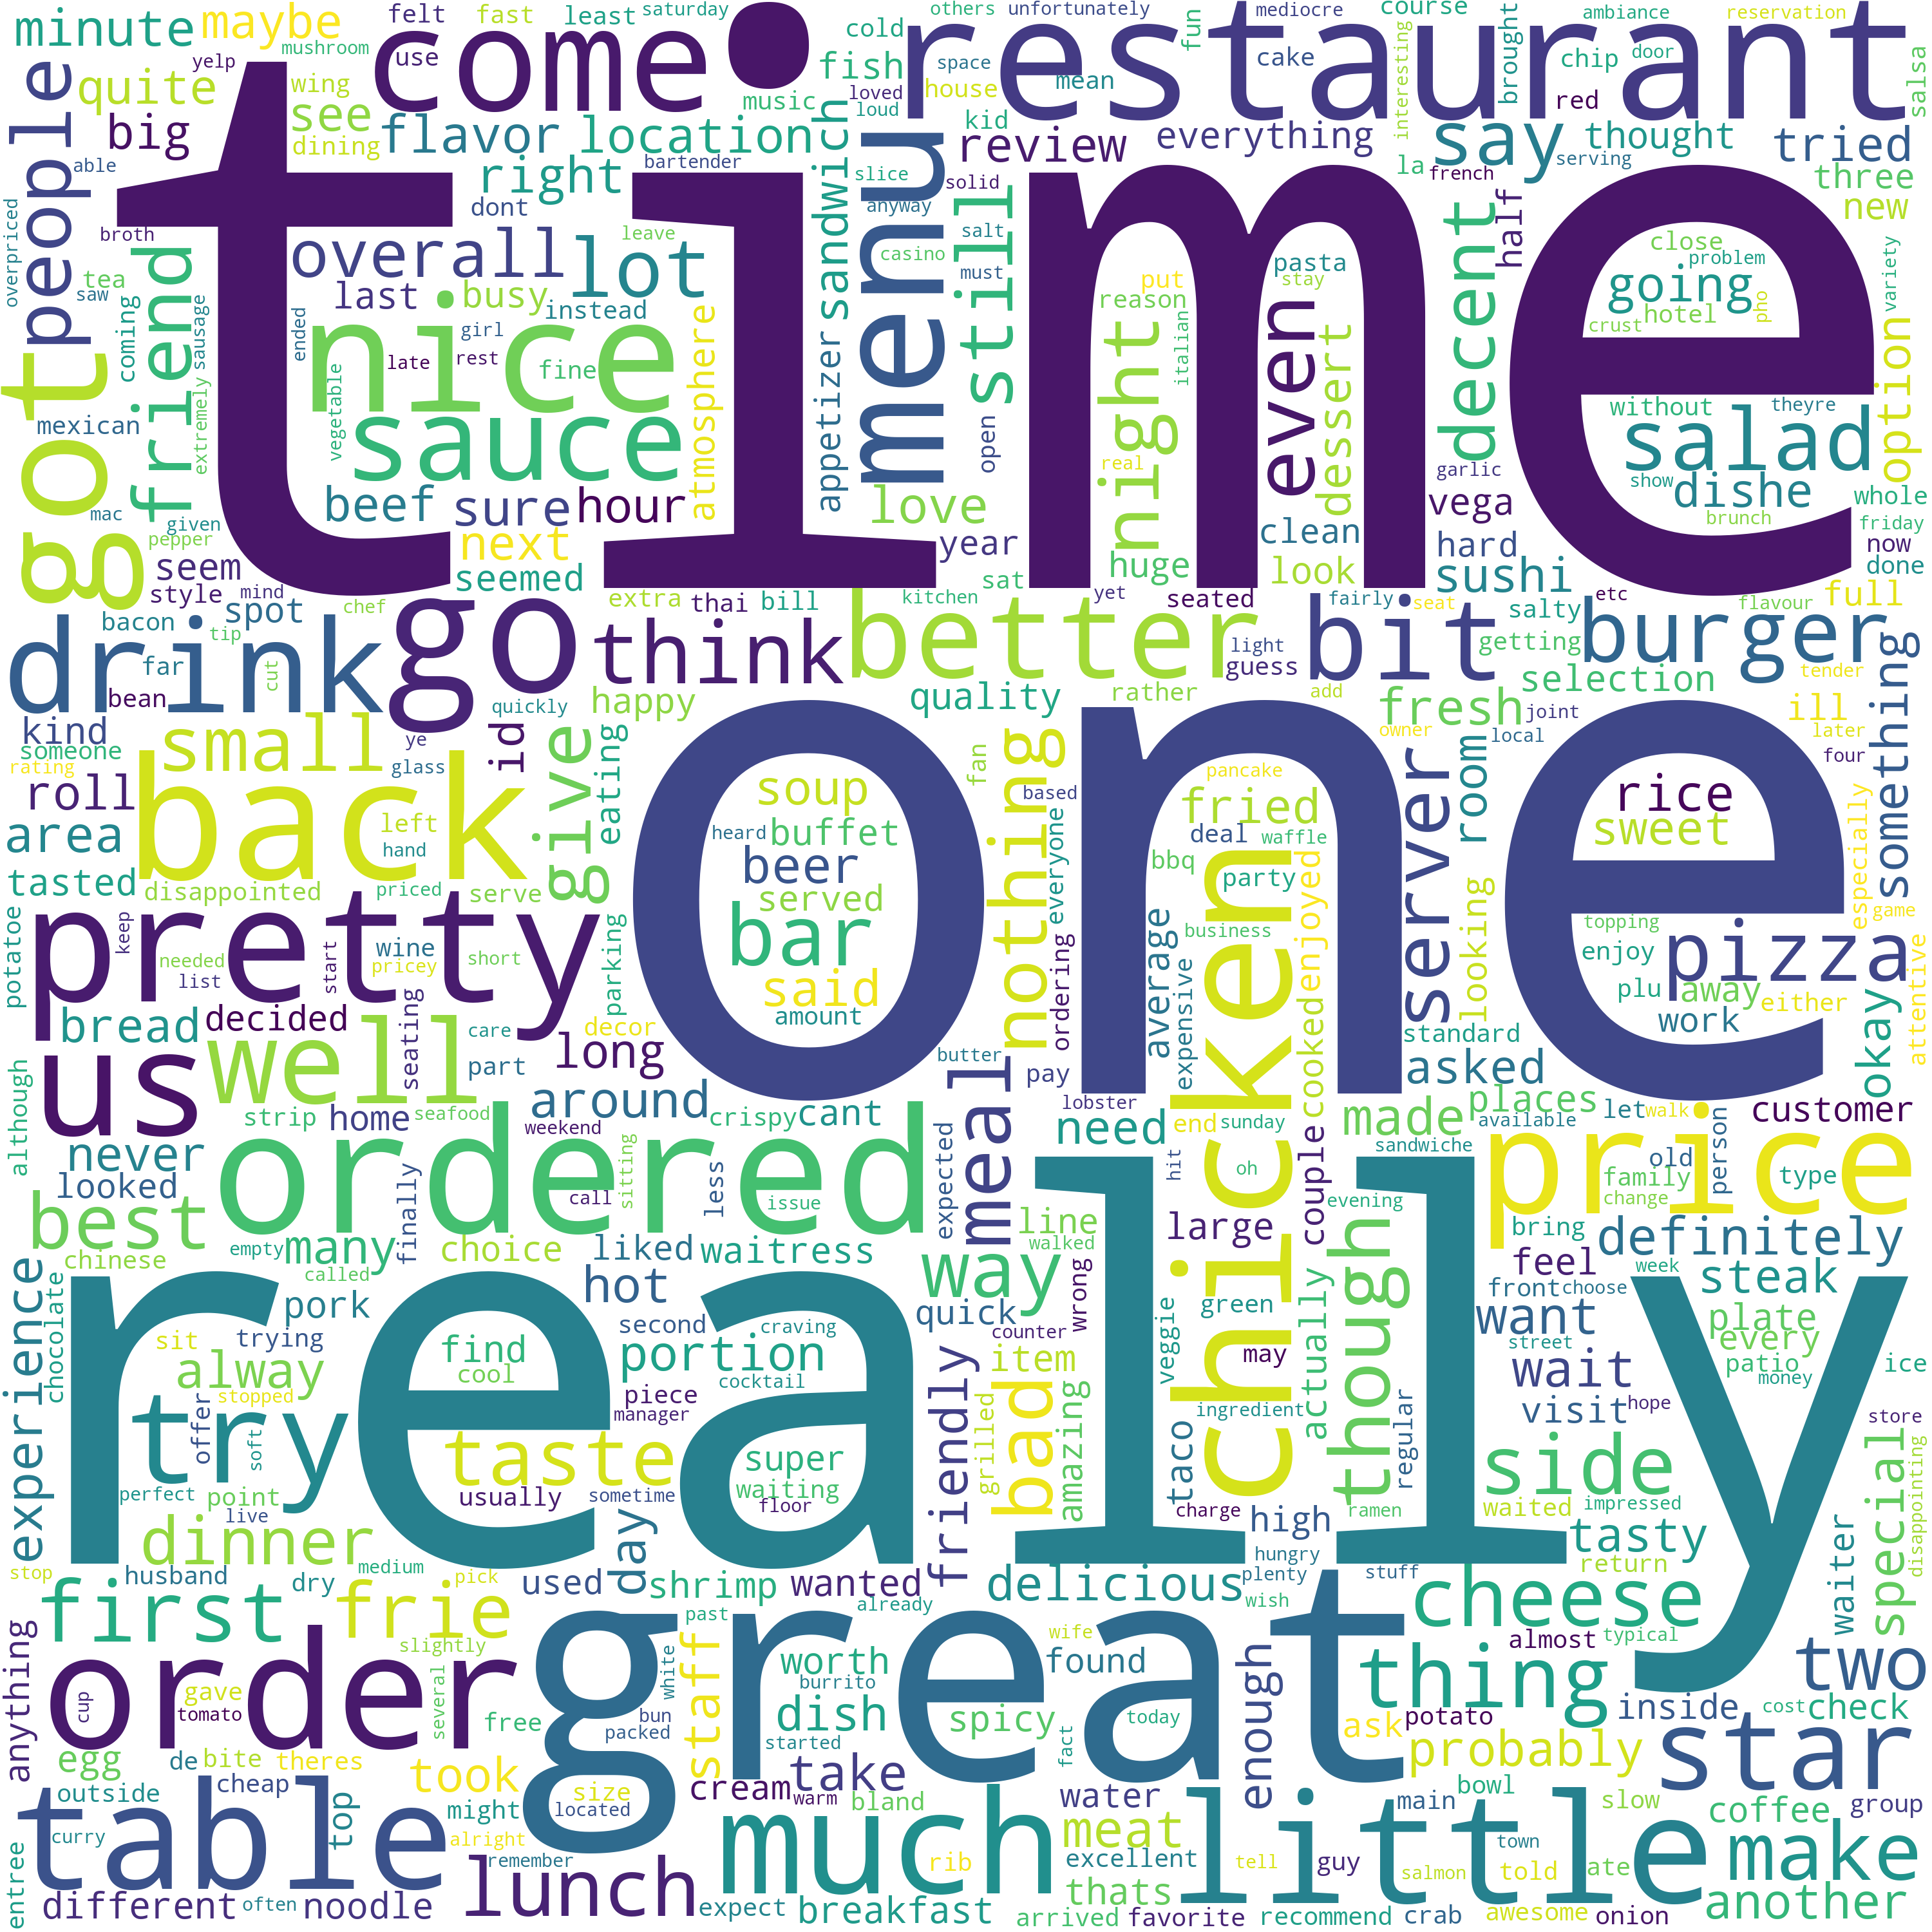 time
one
really
great
restaurant
come
menu
got
nice
sauce
drink
go
think
better
bit
burger
back
pretty
us
well
ordered
chicken
price
try
order
table
much
little
star
make
lunch
minute
maybe
mushroom
yelp
quite
wing
people
big
able
felt
fast
least
saturday
use
see
dining
music
flavor
location
right
bartender
dont
fish
cold
others
unfortunately
fun
mediocre
course
ambiance
reservation
space
loved
loud
house
mean
cake
interesting
brought
chip
door
red
salsa
sandwich
kid
review
everything
say
thought
serving
tried
slice
solid
anyway
la
french
three
new
half
broth
overpriced
tea
saw
friend
coming
sausage
extremely
mexican
mac
given
pepper
overall
lot
leave
last
busy
instead
ended
girl
late
rest
fine
vegetable
atmosphere
appetizer
casino
salt
must
still
open
put
reason
night
italian
real
even
pasta
stay
dessert
decent
close
problem
going
crust
hotel
pho
variety
option
without
theyre
salad
show
dishe
brunch
whole
friday
now
done
garlic
vega
hard
sushi
beef
sure
hour
next
seemed
love
year
huge
clean
look
sat
seem
style
mind
spot
bacon
tip
chef
extra
thai
bill
kitchen
yet
seated
fairly
seat
etc
salty
getting
flavour
full
light
guess
far
bean
cut
quickly
happy
quality
rather
add
fresh
selection
tender
joint
local
owner
ill
later
four
something
kind
someone
rating
small
ye
glass
id
give
eating
fan
nothing
roll
area
tasted
left
hand
disappointed
priced
serve
soup
buffet
heard
beer
served
bar
said
amount
based
everyone
pancake
fried
deal
waffle
bbq
party
server
room
rice
sweet
especially
game
topping
enjoy
pizza
plu
away
either
work
attentive
okay
potatoe
keep
needed
list
start
wine
pricey
short
parking
bread
decided
seating
care
part
decor
long
ordering
average
expensive
business
cooked
enjoyed
looking
standard
asked
although
strip
home
seafood
around
weekend
crispy
cant
butter
meal
pay
lobster
need
end
sunday
couple
made
places
available
sandwiche
let
walk
customer
never
looked
finally
call
sitting
less
issue
expected
hit
oh
old
person
family
type
change
best
chinese
empty
many
called
choice
liked
waitress
way
line
walked
large
though
evening
bring
definitely
feel
week
steak
experience
chocolate
pork
hot
second
craving
quick
wrong
counter
veggie
green
may
actually
want
front
choose
street
plate
every
patio
ice
money
sit
trying
alway
stopped
find
cool
portion
cocktail
piece
manager
friendly
bad
item
amazing
grilled
taco
ingredient
regular
wait
visit
hope
store
offer
soft
taste
super
waiting
floor
usually
sometime
perfect
point
live
dinner
charge
high
ramen
side
waited
impressed
tasty
return
special
disappointing
waiter
stop
husband
dry
medium
pick
used
day
shrimp
wanted
already
delicious
hungry
plenty
wish
stuff
cheese
first
frie
slightly
past
staff
worth
wife
found
burrito
almost
typical
thing
two
anything
cup
gave
tomato
several
free
white
bun
packed
dish
started
spicy
today
fact
enough
ask
potato
inside
cost
check
probably
egg
de
bite
theres
cheap
took
size
located
cream
warm
take
bland
water
bowl
main
slow
coffee
group
outside
might
top
alright
curry
remember
meat
excellent
rib
tell
guy
salmon
town
told
ate
entree
different
often
noodle
expect
breakfast
thats
arrived
favorite
recommend
crab
awesome
onion
another